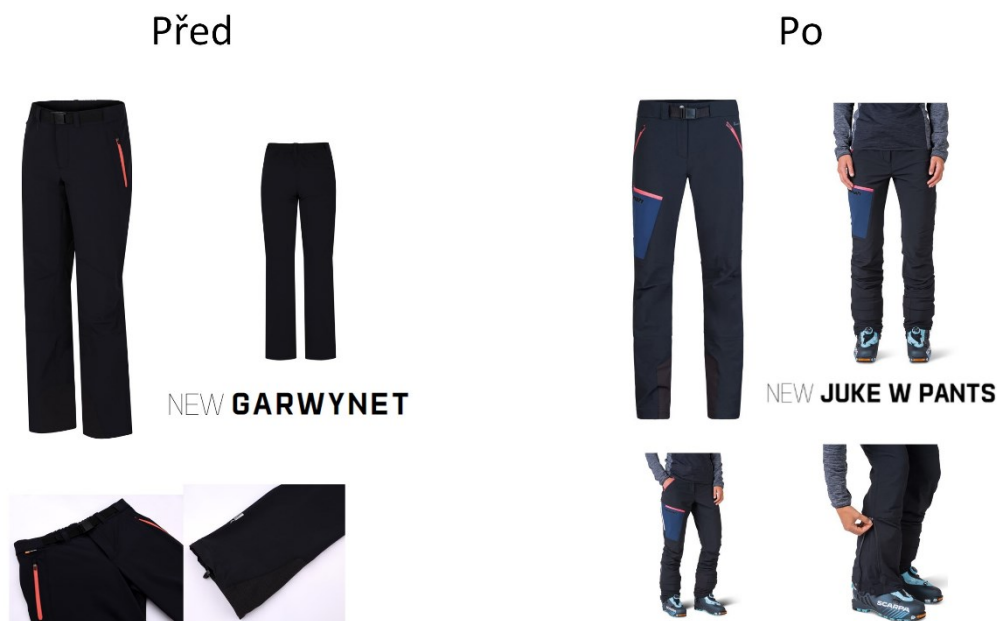 Před
Po
NEW GARWYNET
NEW JUKE W PANTS
SCARPA